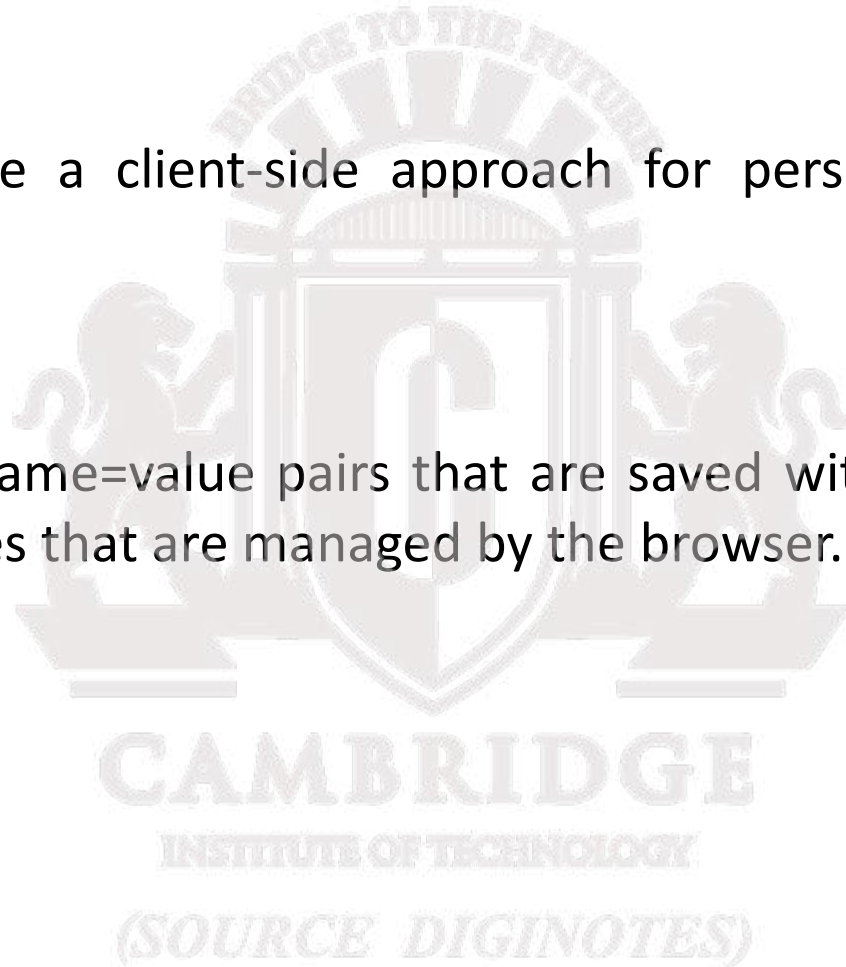 BRIDGE TO THE FUTURE
e a client-side approach for pers
ame=value pairs that are saved wit
es that are managed by the browser.
C
CAMBRIDGE
INSTITUTE OF TECHNOLOGY
(SOURCE DIGINOTES)